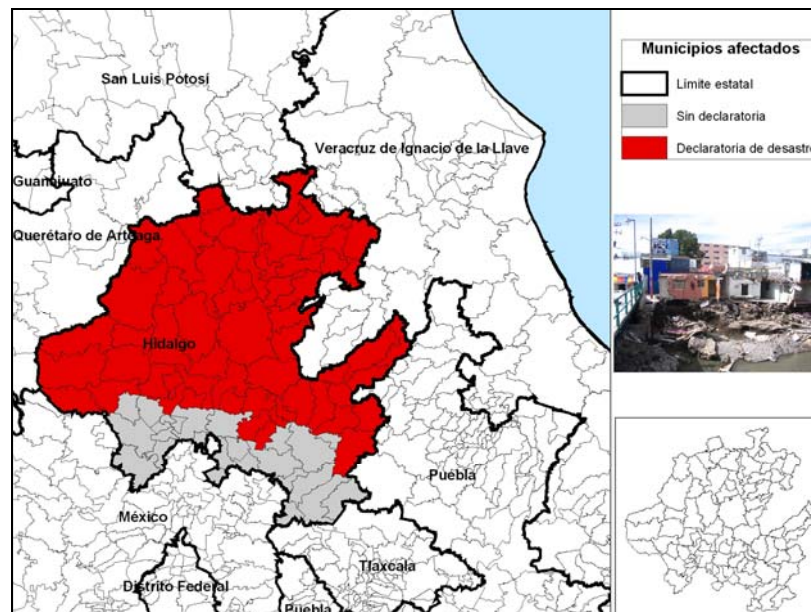 San Luis Potosí
Veracruz de Ignacio de la Llave
Guanajuato
Querétaro de Arteaga
Hidalgo
Puebla
México
Tlaxcala
Distrito Federal
Puebla
Municipios afectados
Límite estatal
Sin declaratoria
Declaratoria de desastre